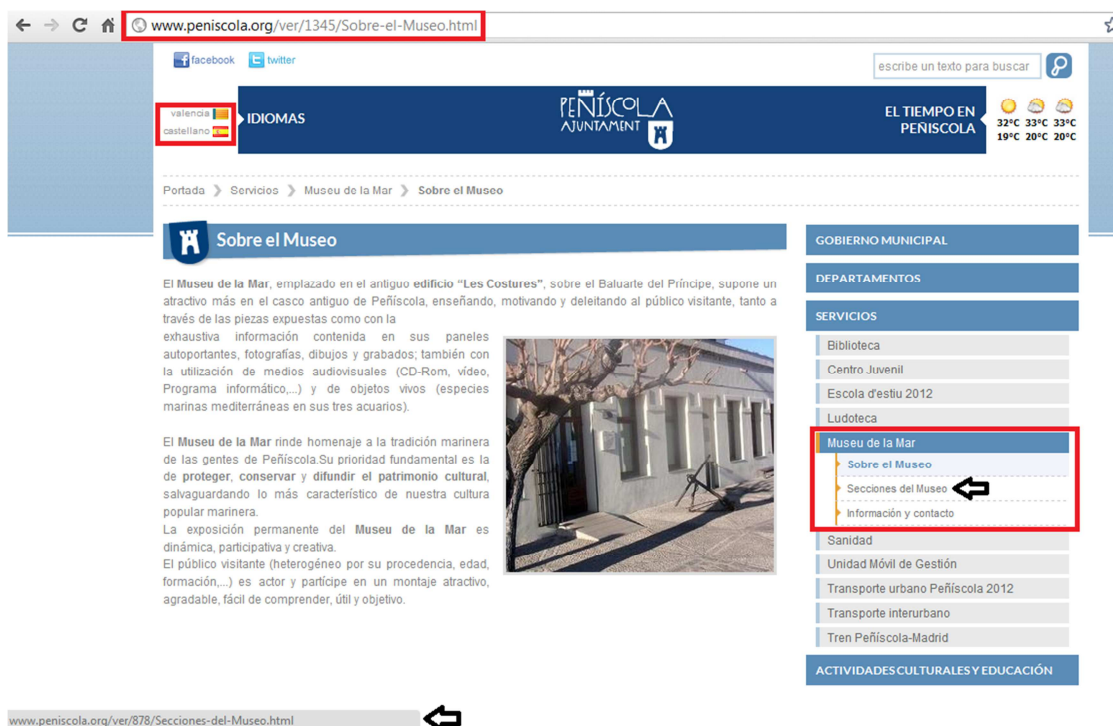 www.peniscola.org/ver/1345/Sobre-el-Museo.html
facebook twitter
escribe un texto para buscar
valencia
castellano
IDIOMAS
PEÑÍSCOLA
AJUNTAMENT
EL TIEMPO EN
PEÑISCOLA
32ºC 33ºC 33ºC
19ºC 20ºC 20ºC
Portada Servicios Museu de la Mar Sobre el Museo
Sobre el Museo
El Museu de la Mar, emplazado en el antiguo edificio "Les Costures", sobre el Baluarte del Príncipe, supone un
atractivo más en el casco antiguo de Peñíscola, enseñando, motivando y deleitando al público visitante, tanto a
través de las piezas expuestas como con la
exhaustiva información contenida en sus paneles
autoportantes, fotografías, dibujos y grabados; también con
la utilización de medios audiovisuales (CD-Rom, vídeo,
Programa informático,...) y de objetos vivos (especies
marinas mediterráneas en sus tres acuarios).
El Museu de la Mar rinde homenaje a la tradición marinera
de las gentes de Peñíscola.Su prioridad fundamental es la
de proteger, conservar y difundir el patrimonio cultural,
salvaguardando lo más característico de nuestra cultura
popular marinera.
La exposición permanente del Museu de la Mar es
dinámica, participativa y creativa.
El público visitante (heterogéneo por su procedencia, edad,
formación,...) es actor y partícipe en un montaje atractivo,
agradable, fácil de comprender, útil y objetivo.
GOBIERNO MUNICIPAL
DEPARTAMENTOS
SERVICIOS
Biblioteca
Centro Juvenil
Escola d'estiu 2012
Ludoteca
Museu de la Mar
Sobre el Museo
Secciones del Museo
Información y contacto
Sanidad
Unidad Móvil de Gestión
Transporte urbano Peñíscola 2012
Transporte interurbano
Tren Peñíscola-Madrid
ACTIVIDADES CULTURALES Y EDUCACIÓN
www.peniscola.org/ver/878/Secciones-del-Museo.html